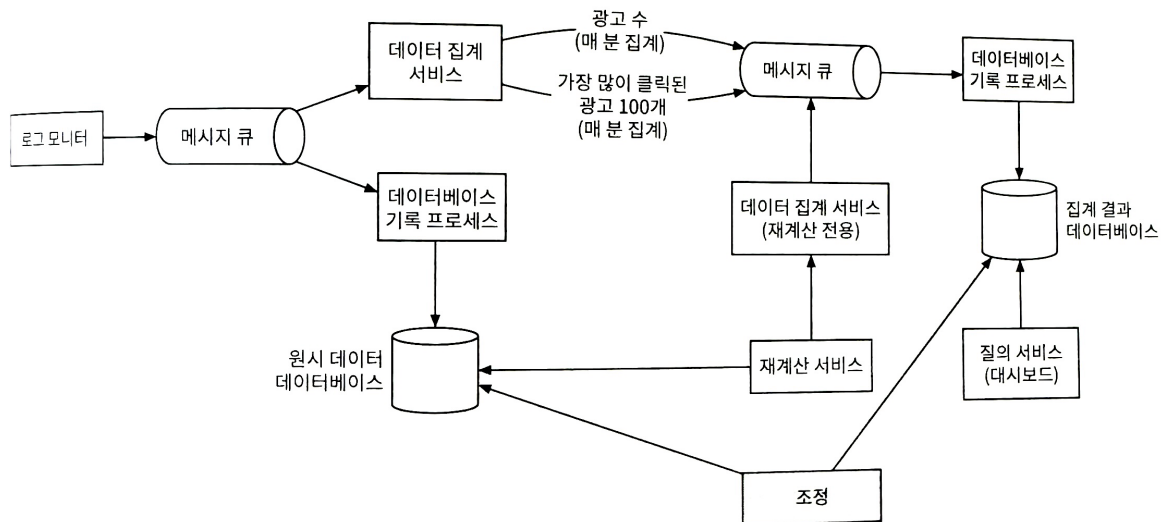 로그 모니터
메시지 큐
데이터 집계
서비스
광고 수
(매 분 집계)
가장 많이 클릭된
광고 100개
(매 분 집계)
메시지 큐
데이터베이스
기록 프로세스
데이터베이스
기록 프로세스
데이터 집계 서비스
(재계산 전용)
집계 결과
데이터베이스
원시 데이터
데이터베이스
재계산 서비스
질의 서비스
(대시보드)
조정